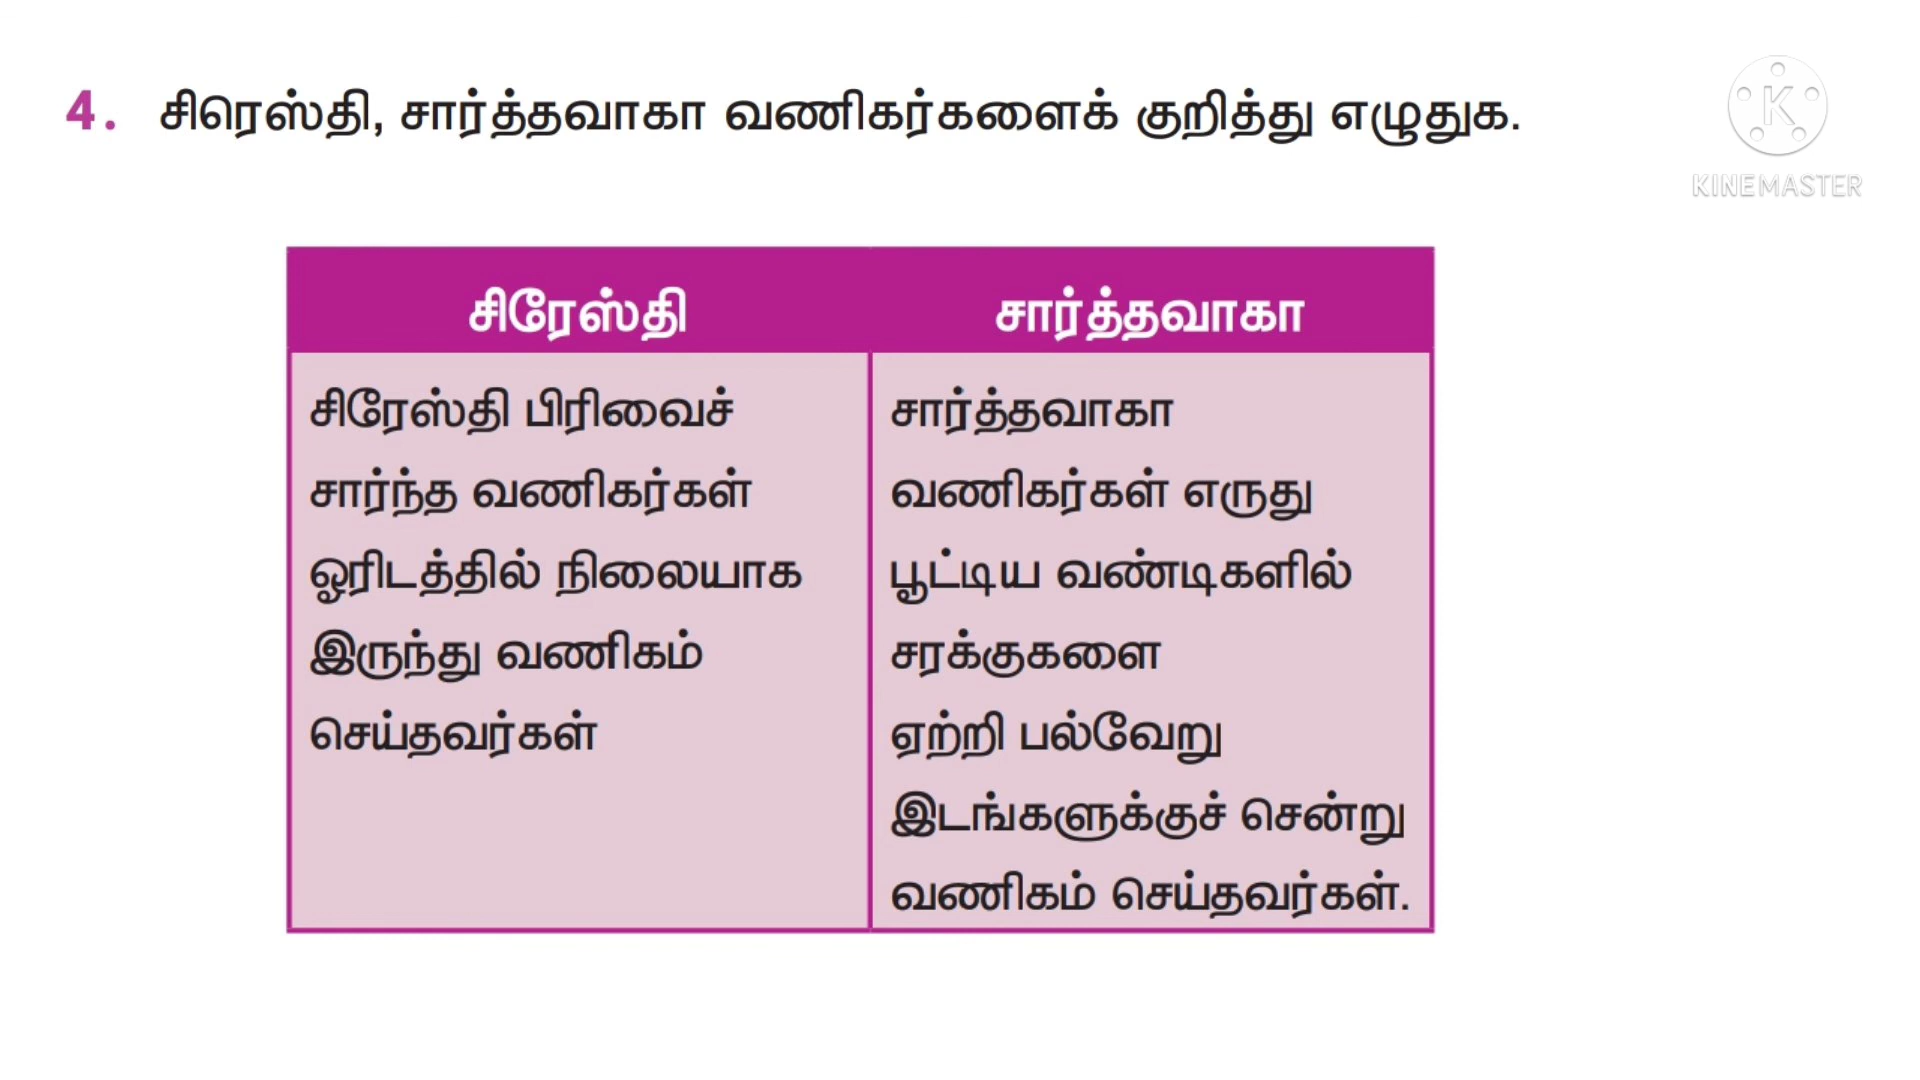 4. சிரெஸ்தி, சார்த்தவாகா வணிகர்களைக் குறித்து எழுதுக.
KINEMASTER
சிரேஸ்தி
சிரேஸ்தி பிரிவைச்
சார்ந்த வணிகர்கள்
ஓரிடத்தில் நிலையாக
இருந்து வணிகம்
செய்தவர்கள்
சார்த்தவாகா
சார்த்தவாகா
வணிகர்கள் எருது
பூட்டிய வண்டிகளில்
சரக்குகளை
ஏற்றி பல்வேறு
இடங்களுக்குச் சென்று
வணிகம் செய்தவர்கள்.